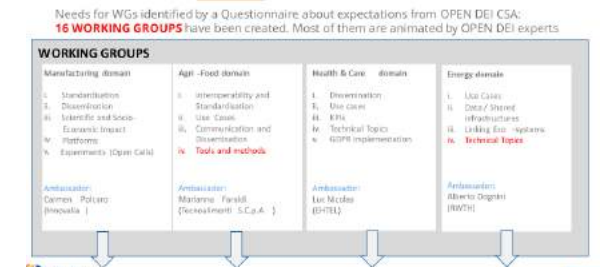 Needs for WGs identified by a Questionnaire about expectations from OPEN DEI CSA:
16 WORKING GROUPS have been created. Most of them are animated by OPEN DEI experts
WORKING GROUPS
Manufacturing domain
i. Standardisation
ii. Dissemination
iii. Scientific and Socio-
Economic Impact
iv. Platforms
v. Experiments (Open Calls)
Ambassador:
Carmen Polcaro
(Innovalia )
Agri -Food domain
i. Interoperability and
Standardisation
ii. Use Cases
iii. Communication and
Dissemination
iv. Tools and methods
Ambassador:
Marianna Faraldi
(Tecnoalimenti S.C.p.A )
Health & Care domain
i. Dissemination
ii. Use cases
iii. KPIs
iv. Technical Topics
v. GDPR implementation
Ambassador:
Luc Nicolas
(EHTEL)
Energy domain
i. Use Cases
ii. Data / Shared
infrastructures
iii. Linking Eco -systems
iv. Technical Topics
Ambassador:
Alberto Dognini
(RWTH)